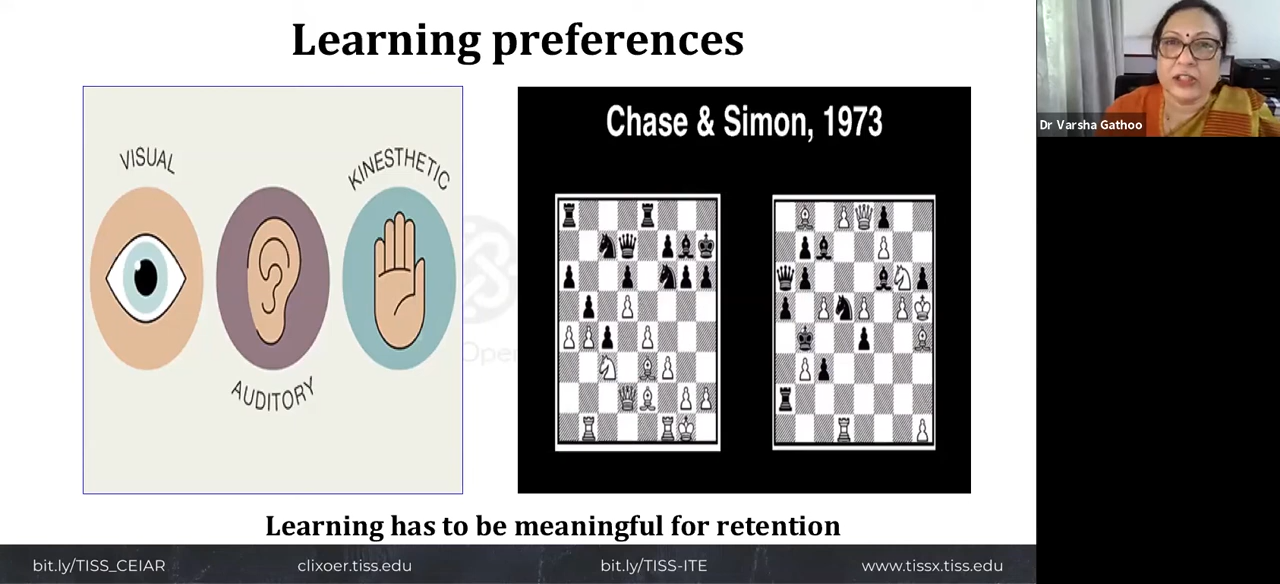 Learning preferences
VISUAL
AUDITORY
KINESTHETIC
Chase & Simon, 1973
Open
Learning has to be meaningful for retention
Dr Varsha Gathoo
bit.ly/TISS_CEIAR
clixoer.tiss.edu
bit.ly/TISS-ITE
www.tissx.tiss.edu